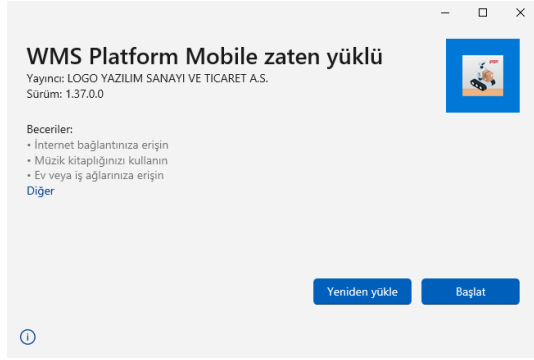 WMS Platform Mobile zaten yüklü
Yayıncı: LOGO YAZILIM SANAYI VE TICARET A.S.
Sürüm: 1.37.0.0
Beceriler:
• İnternet bağlantınıza erişin
• Müzik kitaplığınızı kullanın
• Ev veya iş ağlarınıza erişin
Diğer
Yeniden yükle
Başlat